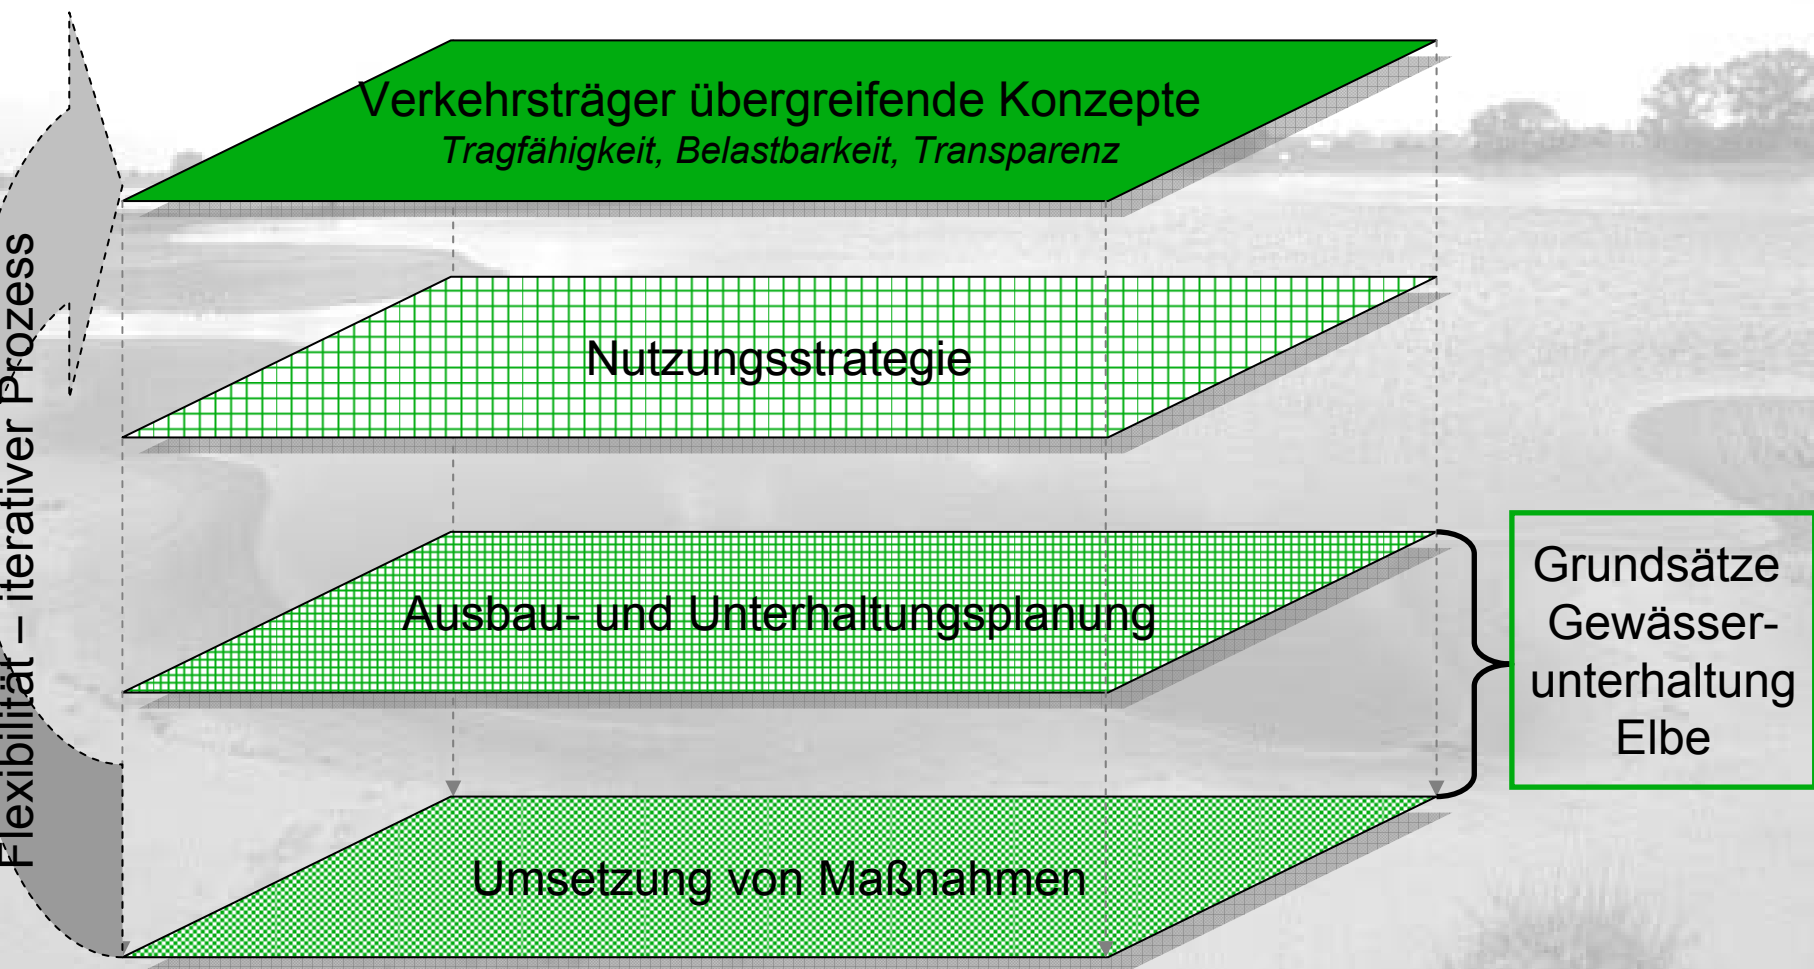 Verkehrsträger übergreifende Konzepte
Tragfähigkeit, Belastbarkeit, Transparenz
Nutzungsstrategie
Ausbau- und Unterhaltungsplanung
Umsetzung von Maßnahmen
Flexibilität – iterativer Prozess
Grundsätze
Gewässer-
unterhaltung
Elbe